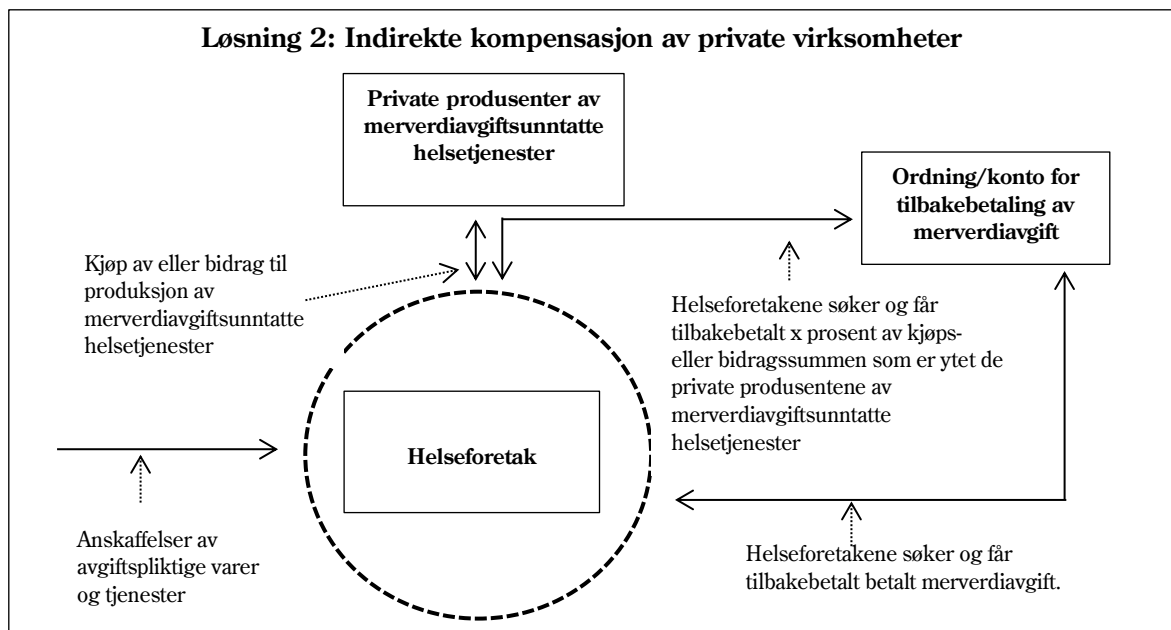 Løsning 2: Indirekte kompensasjon av private virksomheter
Private produsenter av
merverdiavgiftsunntatte
helsetjenester
Ordning/konto for
tilbakebetaling av
merverdiavgift
Kjøp av eller bidrag til
produksjon av
merverdiavgiftsunntatte
helsetjenester
Helseforetakene søker og får
tilbakebetalt x prosent av kjøps-
eller bidragssummen som er ytet de
private produsentene av
merverdiavgiftsunntatte
helsetjenester
Helseforetak
Anskaffelser av
avgiftspliktige varer
og tjenester
Helseforetakene søker og får
tilbakebetalt betalt merverdiavgift.